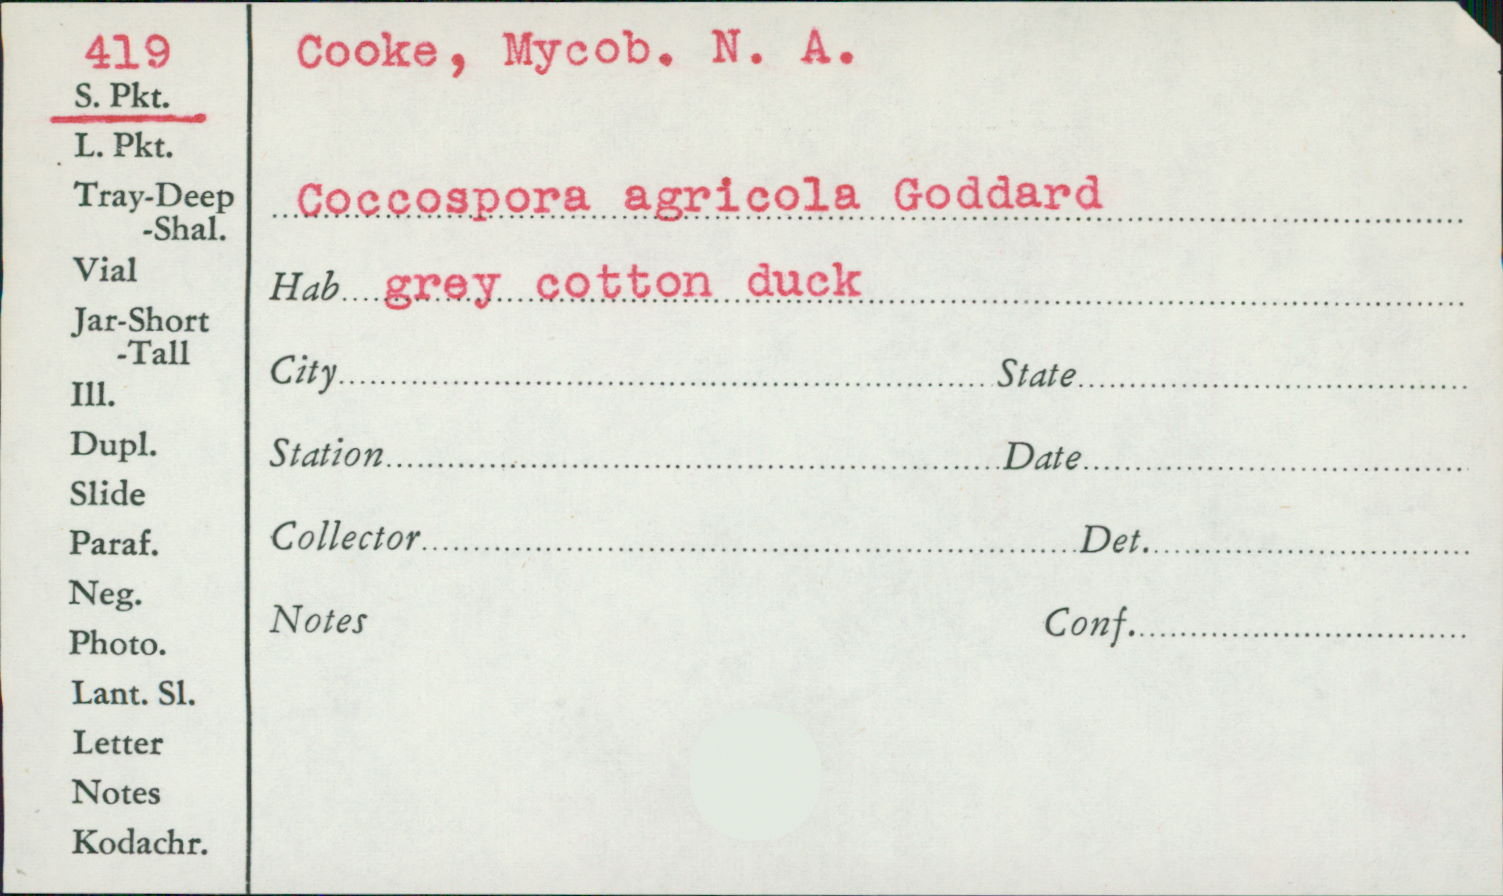 419
S. Pkt.
L. Pkt.
Tray-Deep
-Shal.
Vial
Jar-Short
-Tall
Ill.
Dupl.
Slide
Paraf.
Neg.
Photo.
Lant. Sl.
Letter
Notes
Kodachr.
Cooke, Mycob. N. A.
Coccospora agricola Goddard
Hab. grey cotton duck
City State
Station Date
Collector Det.
Notes Conf.